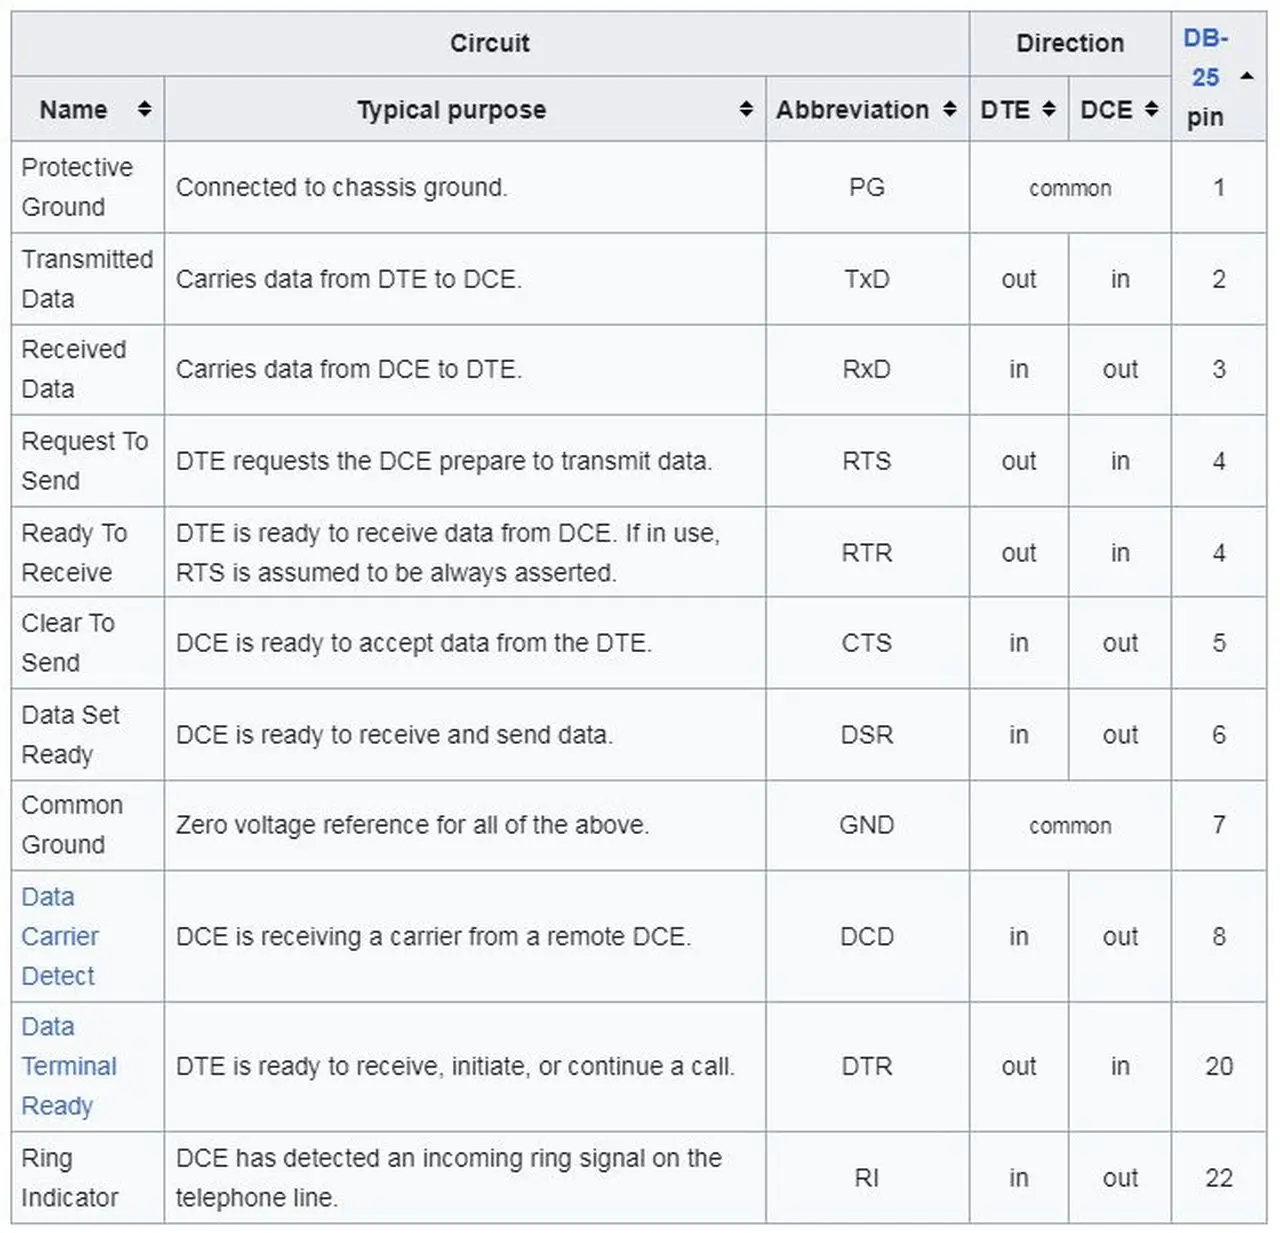 Circuit
Direction
DB-
25
pin
Name
Typical purpose
Abbreviation
DTE
DCE
Protective
Ground
Connected to chassis ground.
PG
common
1
Transmitted
Data
Carries data from DTE to DCE.
TxD
out
in
2
Received
Data
Carries data from DCE to DTE.
RxD
in
out
3
Request To
Send
DTE requests the DCE prepare to transmit data.
RTS
out
in
4
Ready To
Receive
DTE is ready to receive data from DCE. If in use,
RTS is assumed to be always asserted.
RTR
out
in
4
Clear To
Send
DCE is ready to accept data from the DTE.
CTS
in
out
5
Data Set
Ready
DCE is ready to receive and send data.
DSR
in
out
6
Common
Ground
Zero voltage reference for all of the above.
GND
common
7
Data
Carrier
Detect
DCE is receiving a carrier from a remote DCE.
DCD
in
out
8
Data
Terminal
Ready
DTE is ready to receive, initiate, or continue a call.
DTR
out
in
20
Ring
Indicator
DCE has detected an incoming ring signal on the
telephone line.
RI
in
out
22